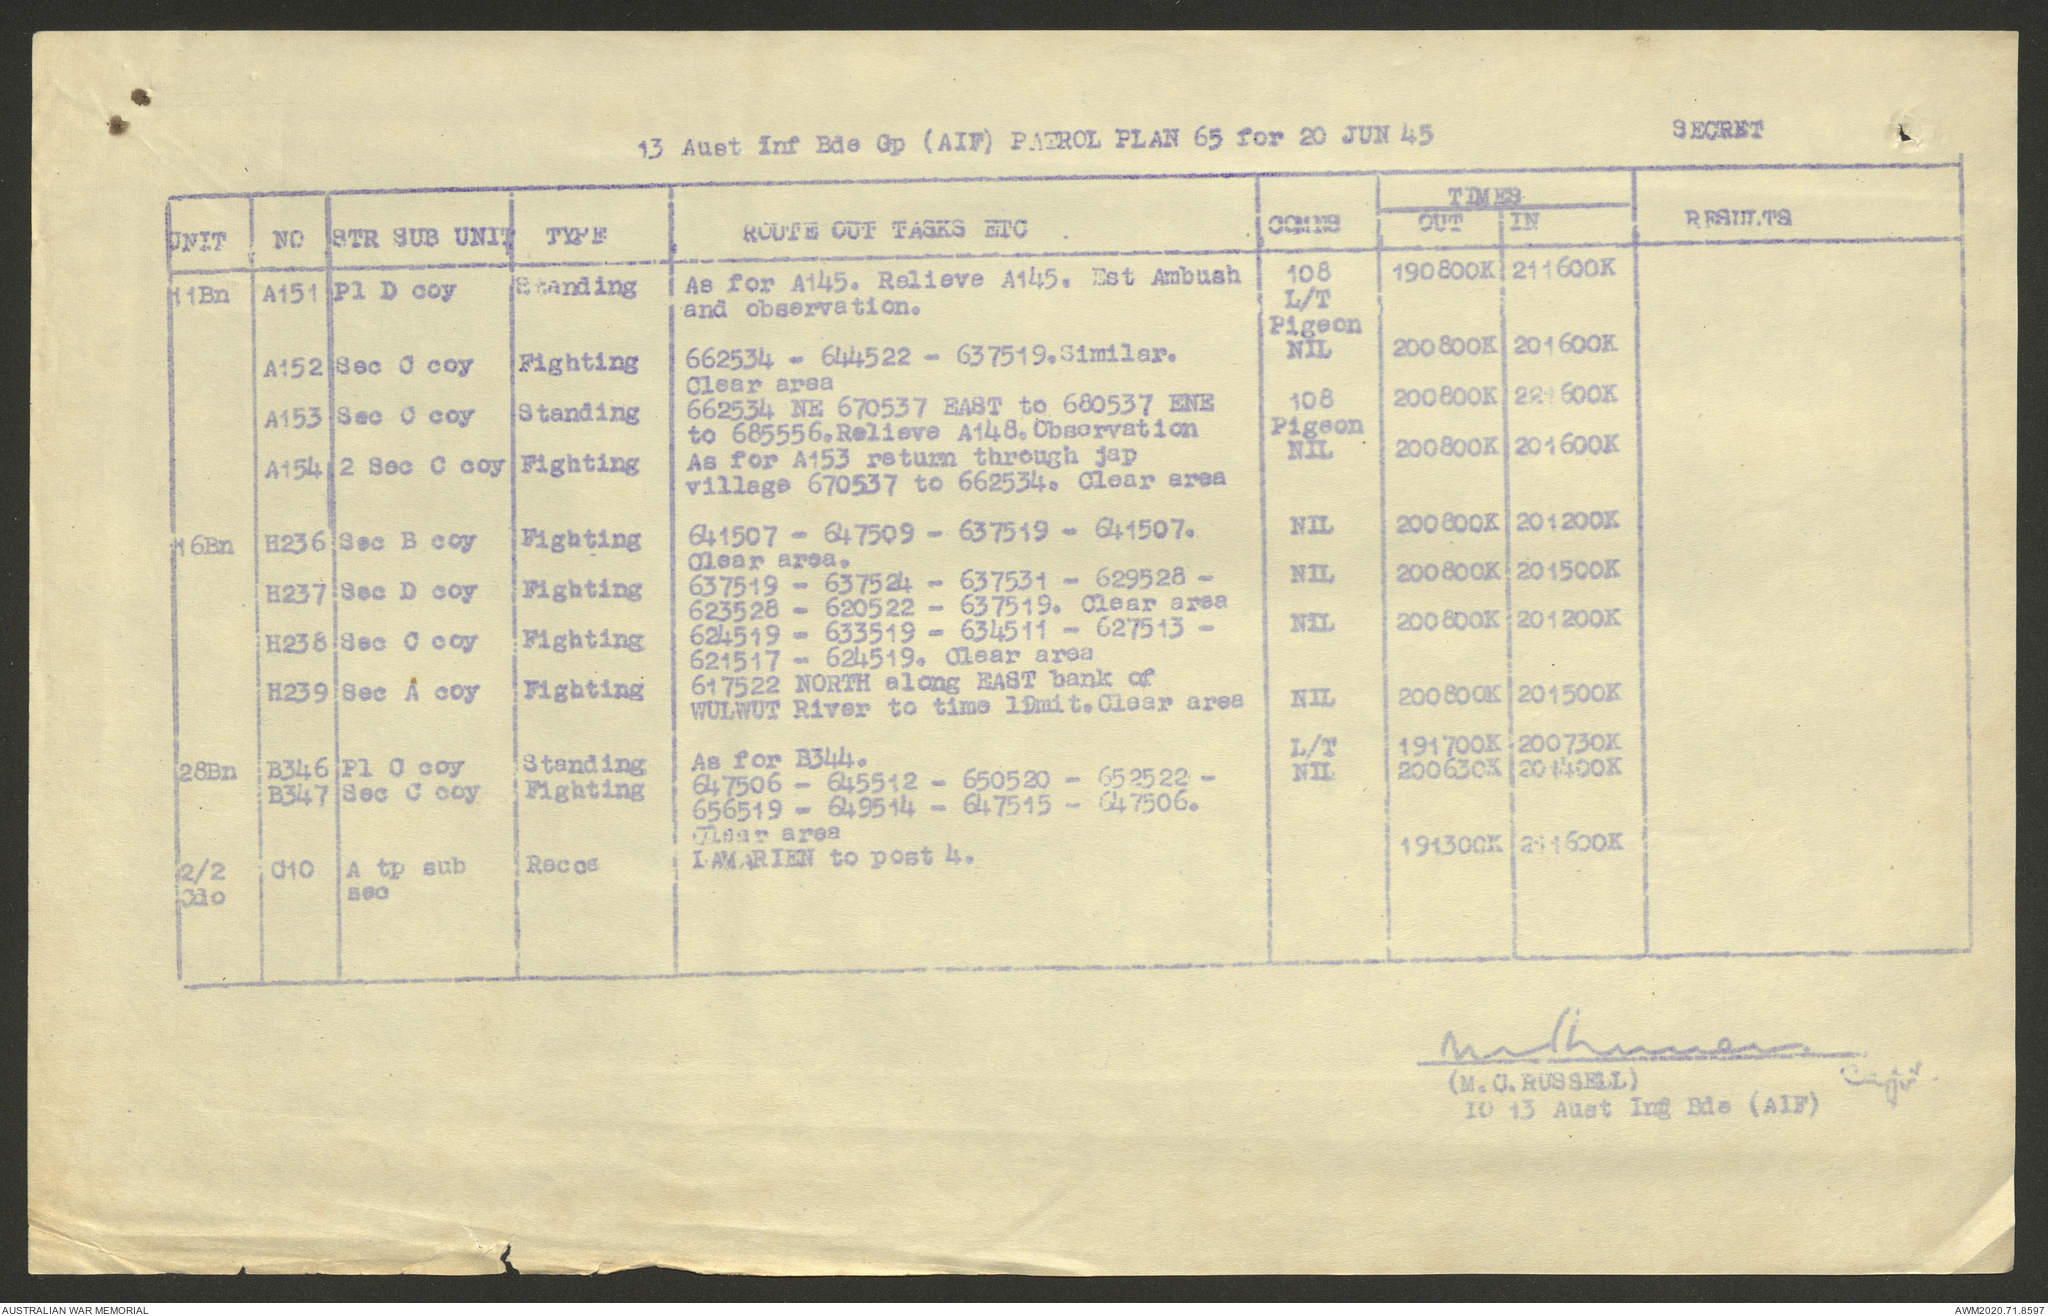 13 Aust Inf Bde Gp (AIF) PATROL PLAN 65 for 20 JUN 45
SECRET
UNIT NO STR SUB UNIT TYPE ROUTE OUT TASKS ETC COMNS TIMES OUT IN RESULTS
11Bn A151 Pl D coy Standing As for A145. Relieve A145. Est Ambush 108 190800K 211600K
and observation. L/T
Pigeon
A152 Sec C coy Fighting 662534 - 644522 - 637519.Similar. NIL 200800K 201600K
Clear area
A153 Sec C coy Standing 662534 NE 670537 EAST to 680537 ENE 108 200800K 221600K
to 685556.Relieve A148.Observation Pigeon
A154 2 Sec C coy Fighting As for A153 return through jap NIL 200800K 201600K
village 670537 to 662534. Clear area
16Bn H236 Sec B coy Fighting 641507 - 647509 - 637519 - 641507. NIL 200800K 201200K
Clear area.
H237 Sec D coy Fighting 637519 - 637524 - 637531 - 629528 - NIL 200800K 201500K
623528 - 620522 - 637519. Clear area
H238 Sec C coy Fighting 624519 - 633519 - 634511 - 627513 - NIL 200800K 201200K
621517 - 624519. Clear area
H239 Sec A coy Fighting 617522 NORTH along EAST bank of NIL 200800K 201500K
WULWUT River to time limit.Clear area
28Bn B346 Pl C coy Standing As for B344. L/T 191700K 200730K
B347 Sec C coy Fighting 647506 - 645512 - 650520 - 652522 - NIL 200630K 201400K
656519 - 649514 - 647515 - 647506.
Clear area
2/2 C10 A tp sub Recce LAMARIEN to post 4. 191300K 211600K
Cdo sec
(M.C.RUSSELL) Capt
IO 13 Aust Inf Bde (AIF)
AUSTRALIAN WAR MEMORIAL
AWM2020.71.8597